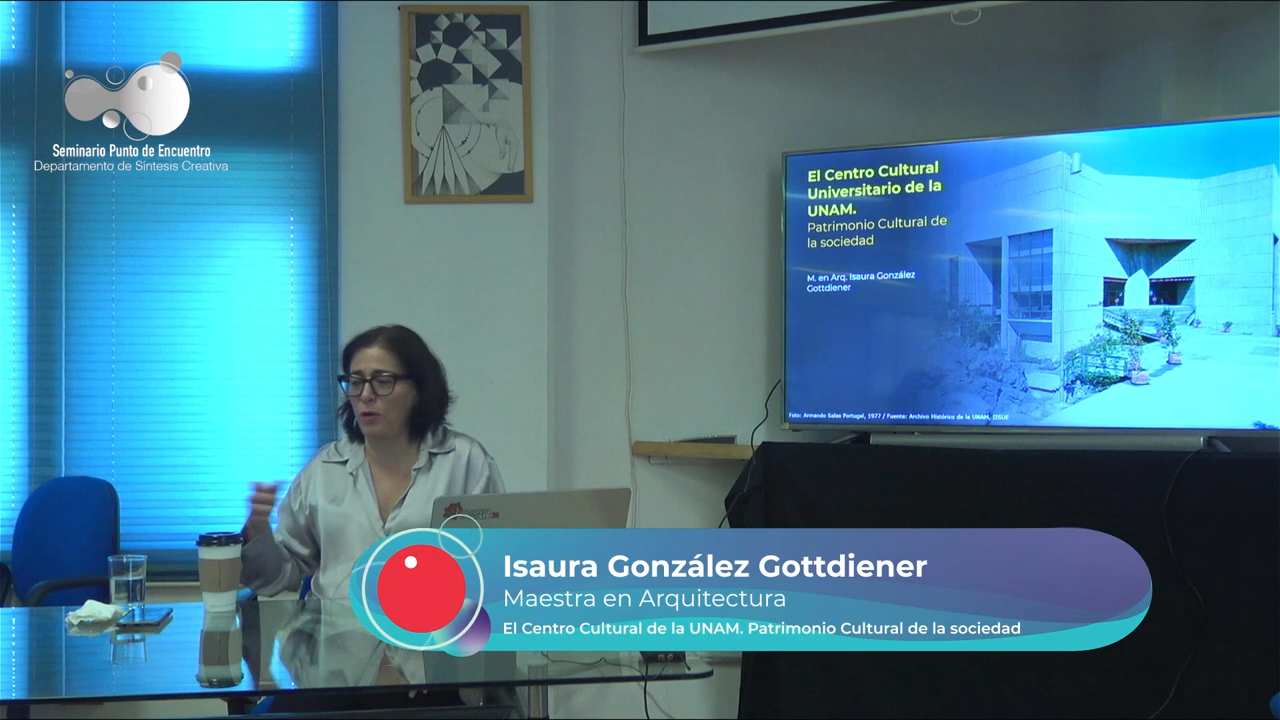 Seminario Punto de Encuentro
Departamento de Síntesis Creativa
El Centro Cultural
Universitario de la
UNAM.
Patrimonio Cultural de
la sociedad
M. en Arq. Isaura González
Gottdiener
Foto: Armando Salas Portugal, 1977 / Fuente: Archivo Histórico de la UNAM, IISUE
Isaura González Gottdiener
Maestra en Arquitectura
El Centro Cultural de la UNAM. Patrimonio Cultural de la sociedad